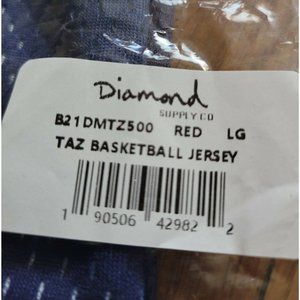 Diamond
SUPPLY CO
B21DMTZ500 RED LG
TAZ BASKETBALL JERSEY
1 90506 42982 2